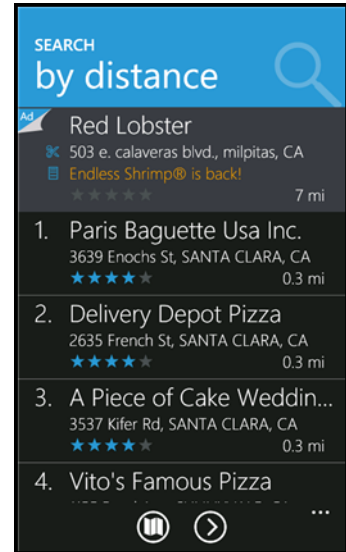 SEARCH
by distance
Ad
Red Lobster
503 e. calaveras blvd., milpitas, CA
Endless Shrimp® is back!
7 mi
1. Paris Baguette Usa Inc.
3639 Enochs St, SANTA CLARA, CA
0.3 mi
2. Delivery Depot Pizza
2635 French St, SANTA CLARA, CA
0.3 mi
3. A Piece of Cake Weddin...
3537 Kifer Rd, SANTA CLARA, CA
0.3 mi
4. Vito's Famous Pizza
...